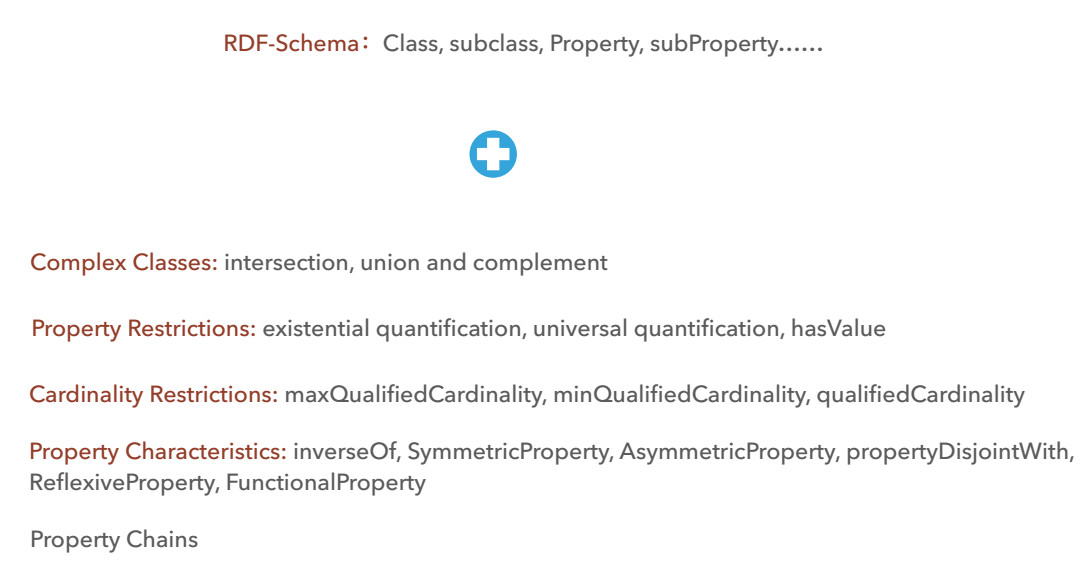 RDF-Schema： Class, subclass, Property, subProperty……
Complex Classes: intersection, union and complement
Property Restrictions: existential quantification, universal quantification, hasValue
Cardinality Restrictions: maxQualifiedCardinality, minQualifiedCardinality, qualifiedCardinality
Property Characteristics: inverseOf, SymmetricProperty, AsymmetricProperty, propertyDisjointWith,
ReflexiveProperty, FunctionalProperty
Property Chains